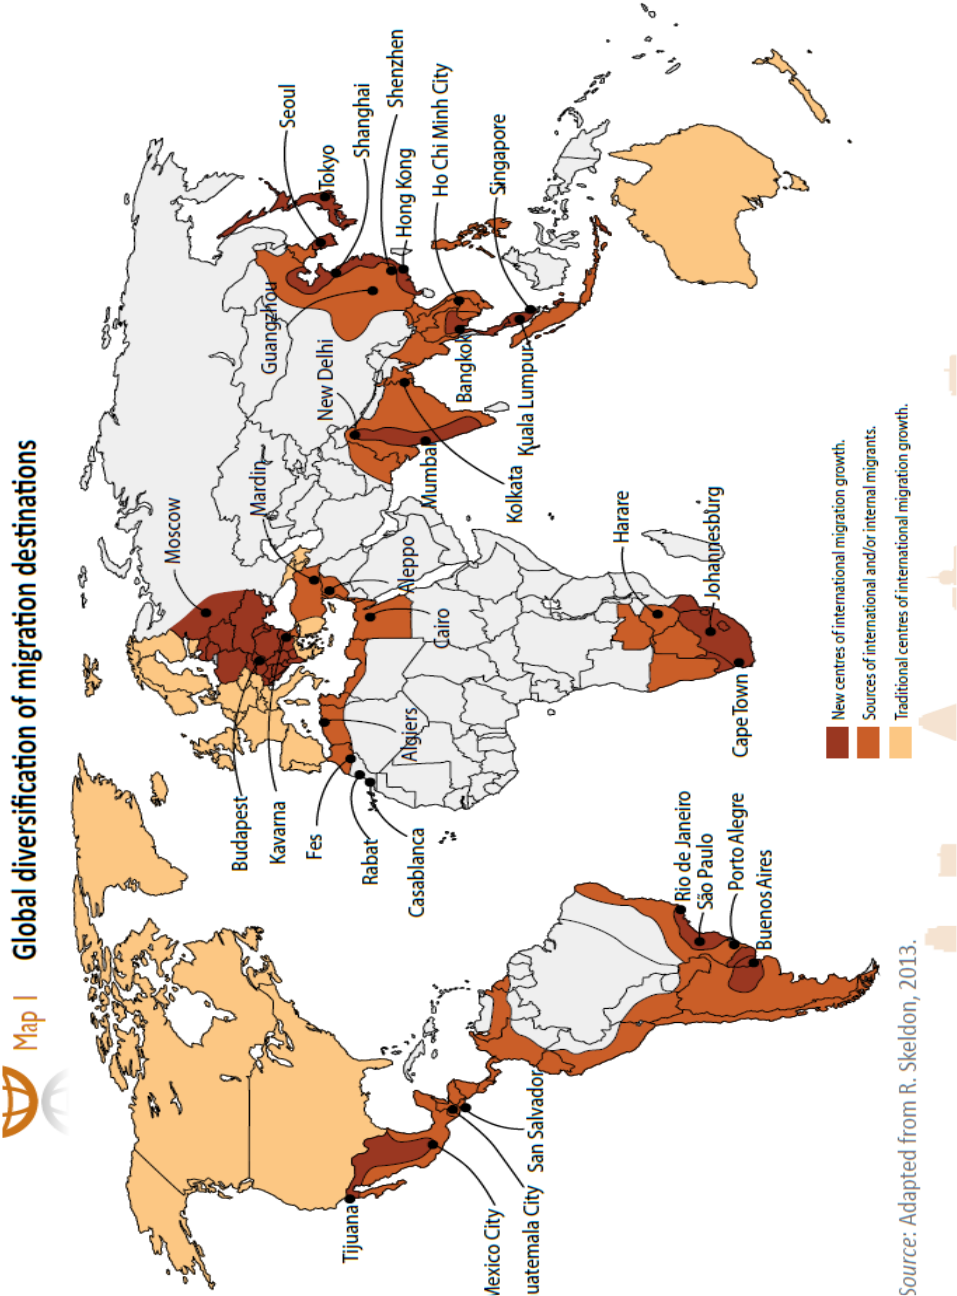 Map I
Global diversification of migration destinations
Seoul
Tokyo
Shanghai
Shenzhen
Hong Kong
Ho Chi Minh City
Singapore
Guangzhou
New Delhi
Bangkok
Kuala Lumpur
Mumbai
Kolkata
Moscow
Mardin
Aleppo
Cairo
Harare
Johannesburg
Cape Town
Algiers
Budapest
Kavarna
Fes
Rabat
Casablanca
Rio de Janeiro
São Paulo
Porto Alegre
Buenos Aires
San Salvador
Tijuana
Mexico City
uatemala City
New centres of international migration growth.
Sources of international and/or internal migrants.
Traditional centres of international migration growth.
Source: Adapted from R. Skeldon, 2013.